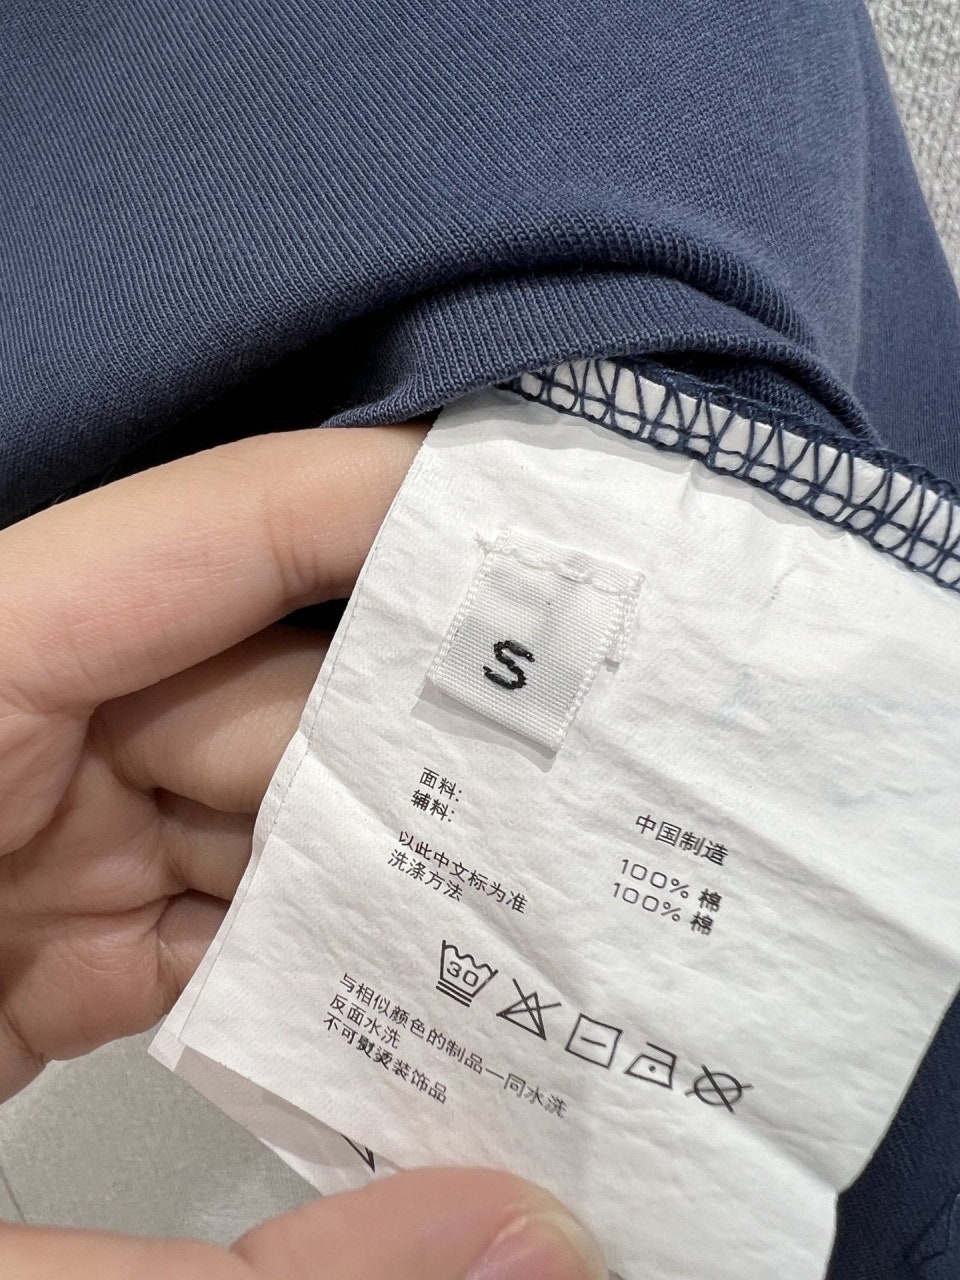 S
面料:
辅料:
中国制造
100% 棉
100% 棉
以此中文标为准
洗涤方法
30
与相似颜色的制品一同水洗
反面水洗
不可熨烫装饰品